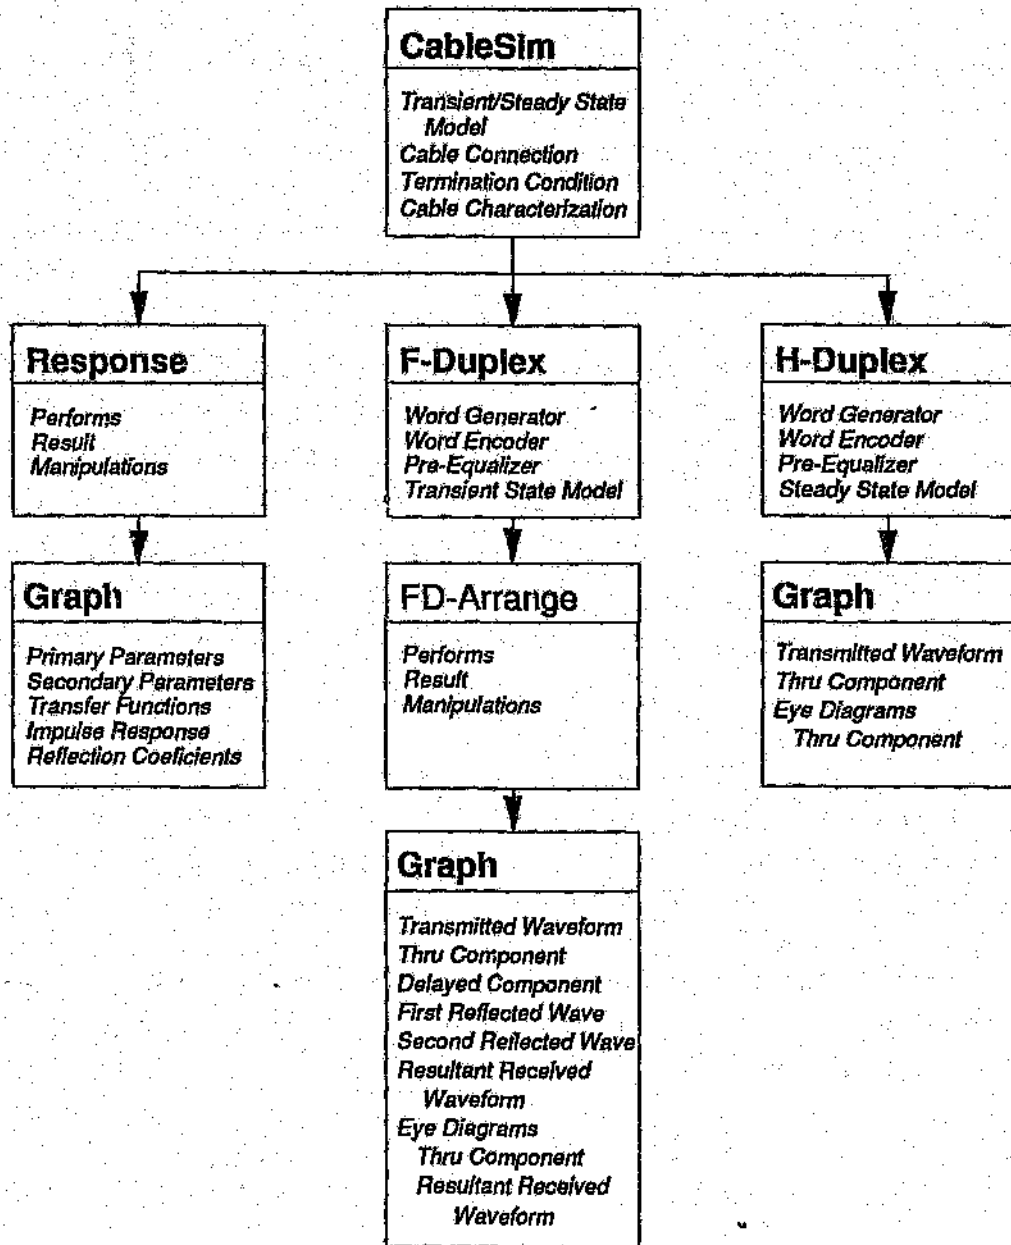 CableSim
Transient/Steady State
Model
Cable Connection
Termination Condition
Cable Characterization
Response
Performs
Result
Manipulations
F-Duplex
Word Generator
Word Encoder
Pre-Equalizer
Transient State Model
H-Duplex
Word Generator
Word Encoder
Pre-Equalizer
Steady State Model
Graph
Primary Parameters
Secondary Parameters
Transfer Functions
Impulse Response
Reflection Coeficients
FD-Arrange
Performs
Result
Manipulations
Graph
Transmitted Waveform
Thru Component
Eye Diagrams
Thru Component
Graph
Transmitted Waveform
Thru Component
Delayed Component
First Reflected Wave
Second Reflected Wave
Resultant Received
Waveform
Eye Diagrams
Thru Component
Resultant Received
Waveform